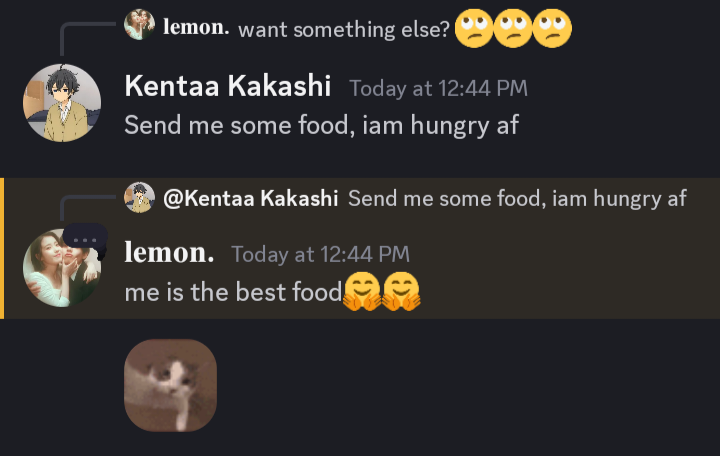 lemon. want something else? 🙄🙄🙄
Kentaa Kakashi Today at 12:44 PM
Send me some food, iam hungry af
@Kentaa Kakashi Send me some food, iam hungry af
lemon. Today at 12:44 PM
me is the best food🤗🤗